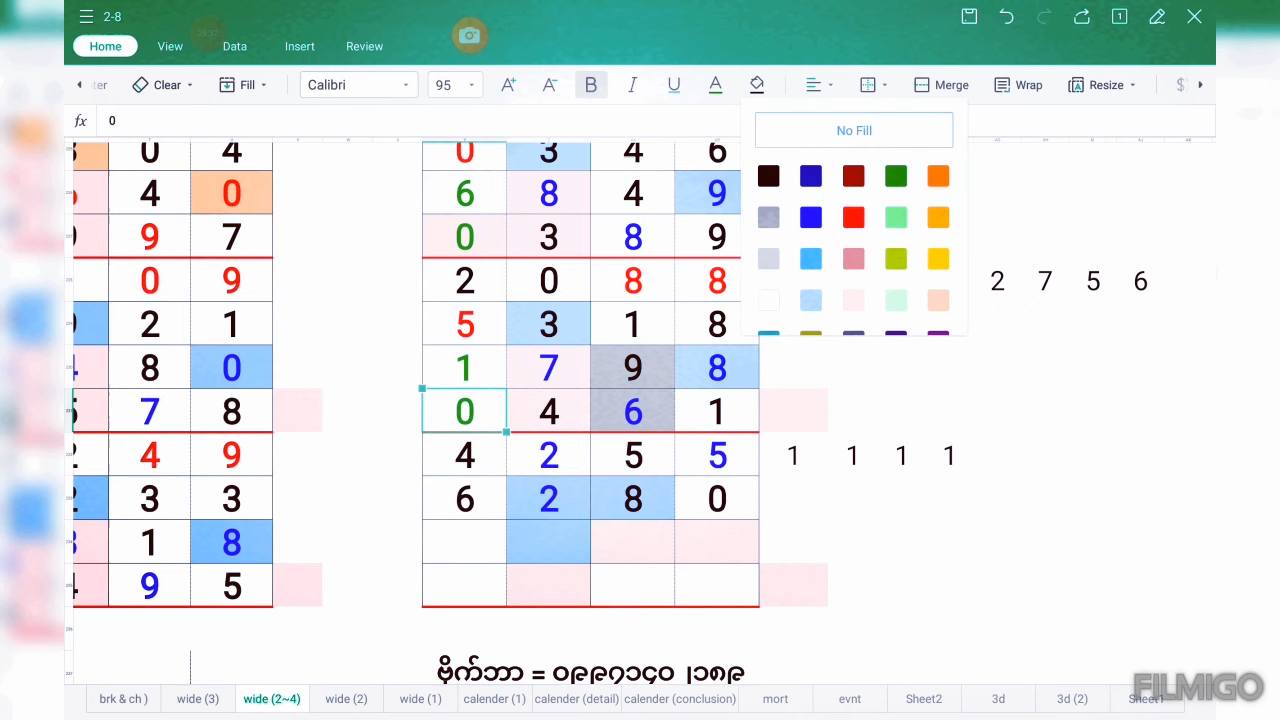 2-8
Home View Data Insert Review
ter Clear Fill Calibri 95 A+ A- B I U A Merge Wrap Resize $
fx 0
No Fill
0 4 0 3 4 6
4 0 6 8 4 9
9 7 0 3 8 9
0 9 2 0 8 8 2 7 5 6
2 1 5 3 1 8
8 0 1 7 9 8
7 8 0 4 6 1
4 9 4 2 5 5 1 1 1 1
3 3 6 2 8 0
1 8
9 5
ဗိုက်ဘာ = ၀၉၉၇၁၄၀၂၁၈၉
brk & ch ) wide (3) wide (2~4) wide (2) wide (1) calender (1) calender (detail) calender (conclusion) mort evnt Sheet2 3d 3d (2) Sheet1
FILMIGO